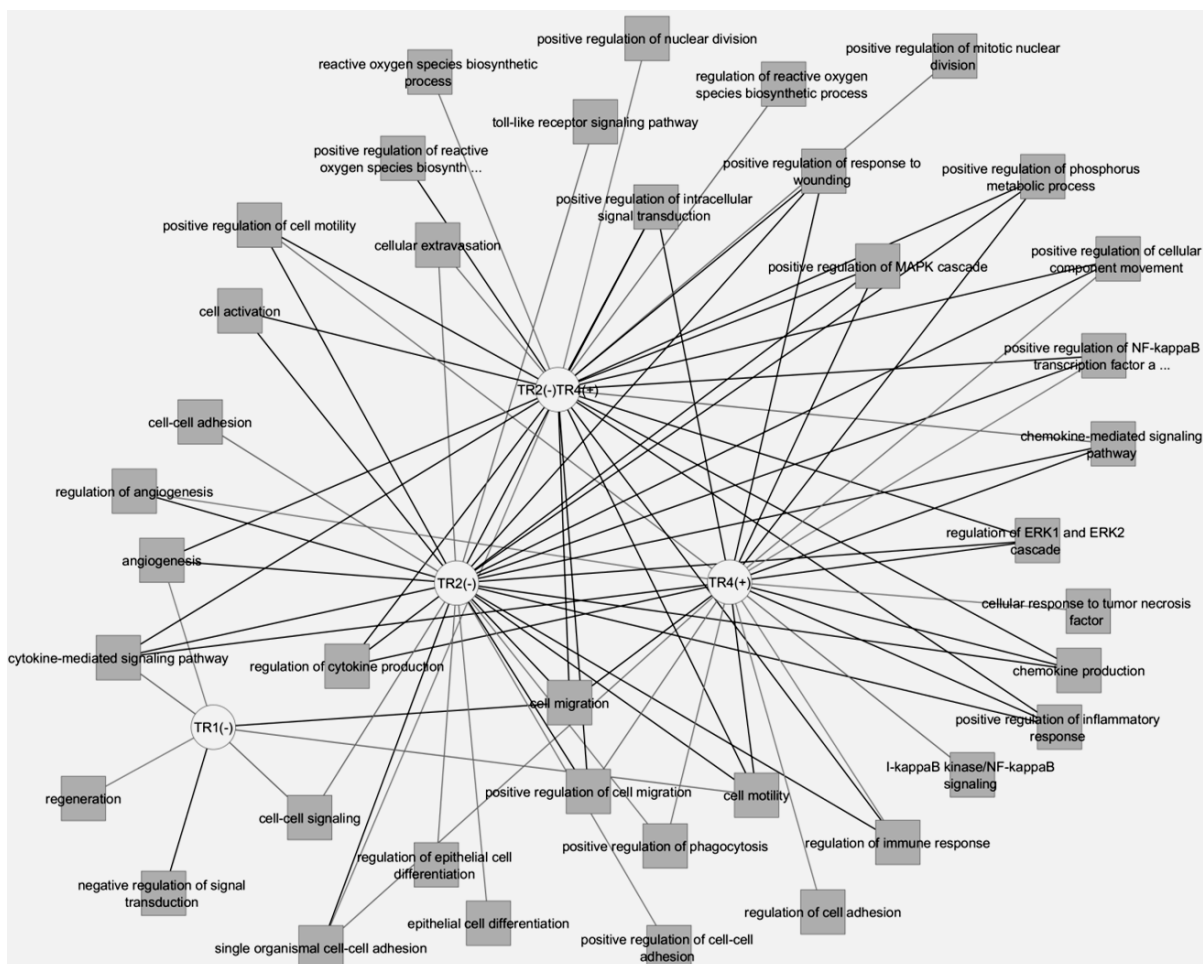 positive regulation of nuclear division
positive regulation of mitotic nuclear
division
reactive oxygen species biosynthetic
process
regulation of reactive oxygen
species biosynthetic process
toll-like receptor signaling pathway
positive regulation of reactive
oxygen species biosynth ...
positive regulation of response to
wounding
positive regulation of phosphorus
metabolic process
positive regulation of intracellular
signal transduction
positive regulation of cell motility
cellular extravasation
positive regulation of MAPK cascade
positive regulation of cellular
component movement
cell activation
positive regulation of NF-kappaB
transcription factor a ...
TR2(-)TR4(+)
cell-cell adhesion
chemokine-mediated signaling
pathway
regulation of angiogenesis
regulation of ERK1 and ERK2
cascade
angiogenesis
TR2(-)
TR4(+)
cellular response to tumor necrosis
factor
cytokine-mediated signaling pathway
regulation of cytokine production
chemokine production
cell migration
positive regulation of inflammatory
response
TR1(-)
I-kappaB kinase/NF-kappaB
signaling
regeneration
positive regulation of cell migration
cell motility
cell-cell signaling
positive regulation of phagocytosis
regulation of immune response
regulation of epithelial cell
differentiation
negative regulation of signal
transduction
epithelial cell differentiation
regulation of cell adhesion
single organismal cell-cell adhesion
positive regulation of cell-cell
adhesion